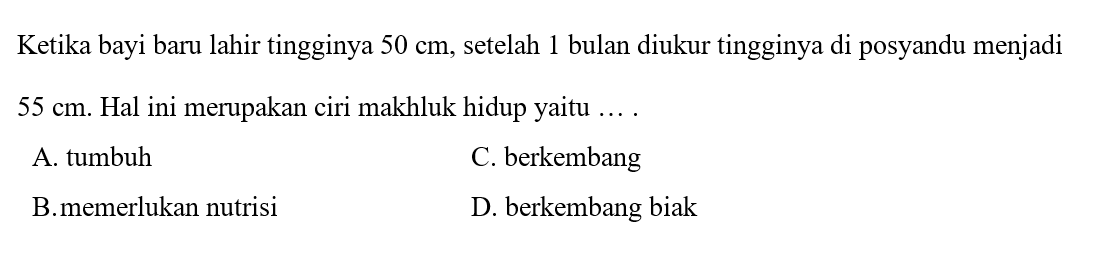 Ketika bayi baru lahir tingginya 50 cm, setelah 1 bulan diukur tingginya di posyandu menjadi
55 cm. Hal ini merupakan ciri makhluk hidup yaitu … .
A. tumbuh C. berkembang
B.memerlukan nutrisi D. berkembang biak